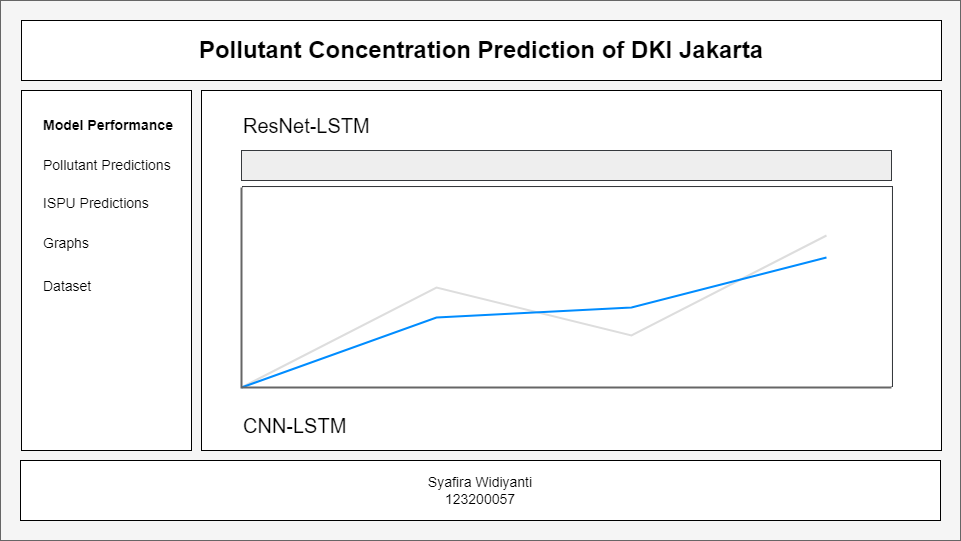 Pollutant Concentration Prediction of DKI Jakarta
Model Performance
Pollutant Predictions
ISPU Predictions
Graphs
Dataset
ResNet-LSTM
CNN-LSTM
Syafira Widiyanti
123200057